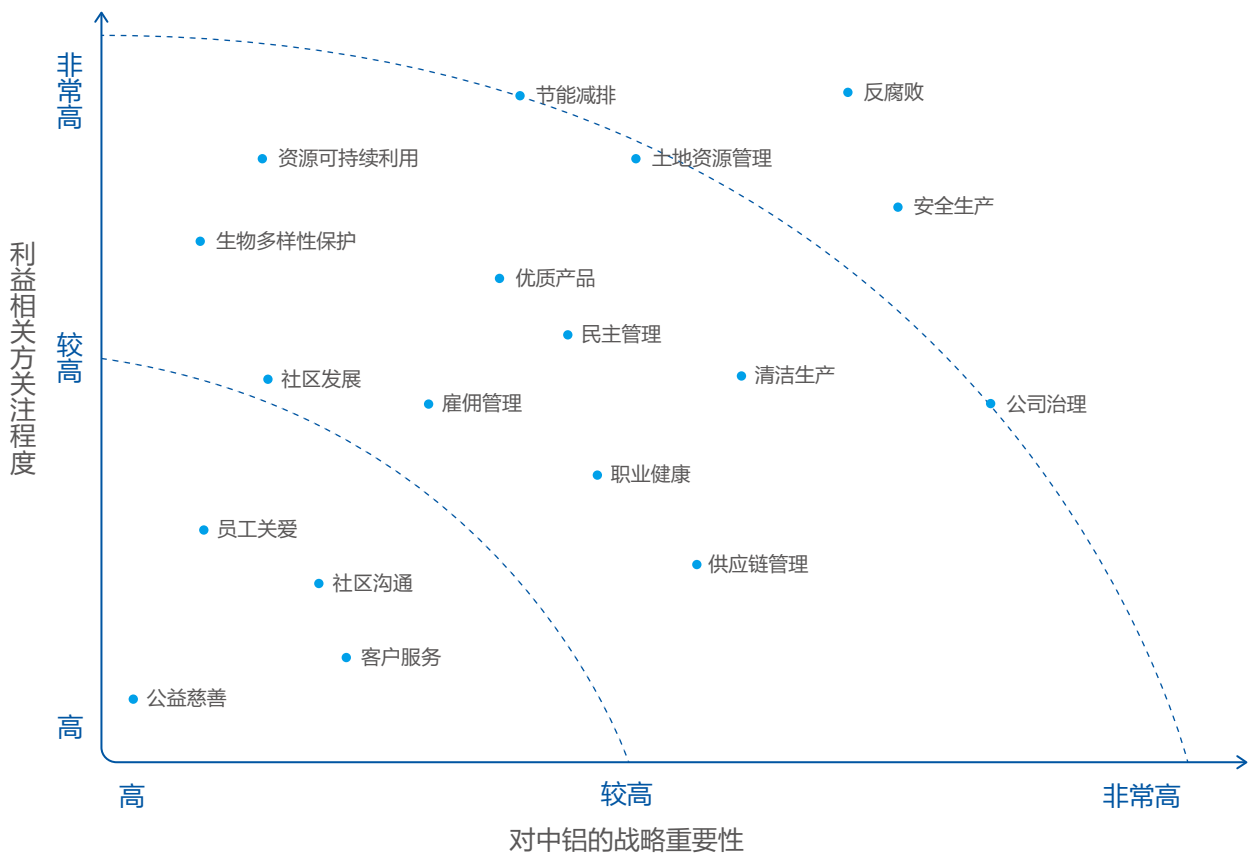 非常高
节能减排
反腐败
资源可持续利用
土地资源管理
安全生产
生物多样性保护
利益相关方关注程度
优质产品
民主管理
较高
社区发展
清洁生产
雇佣管理
公司治理
职业健康
员工关爱
供应链管理
社区沟通
客户服务
公益慈善
高
高
较高
非常高
对中铝的战略重要性